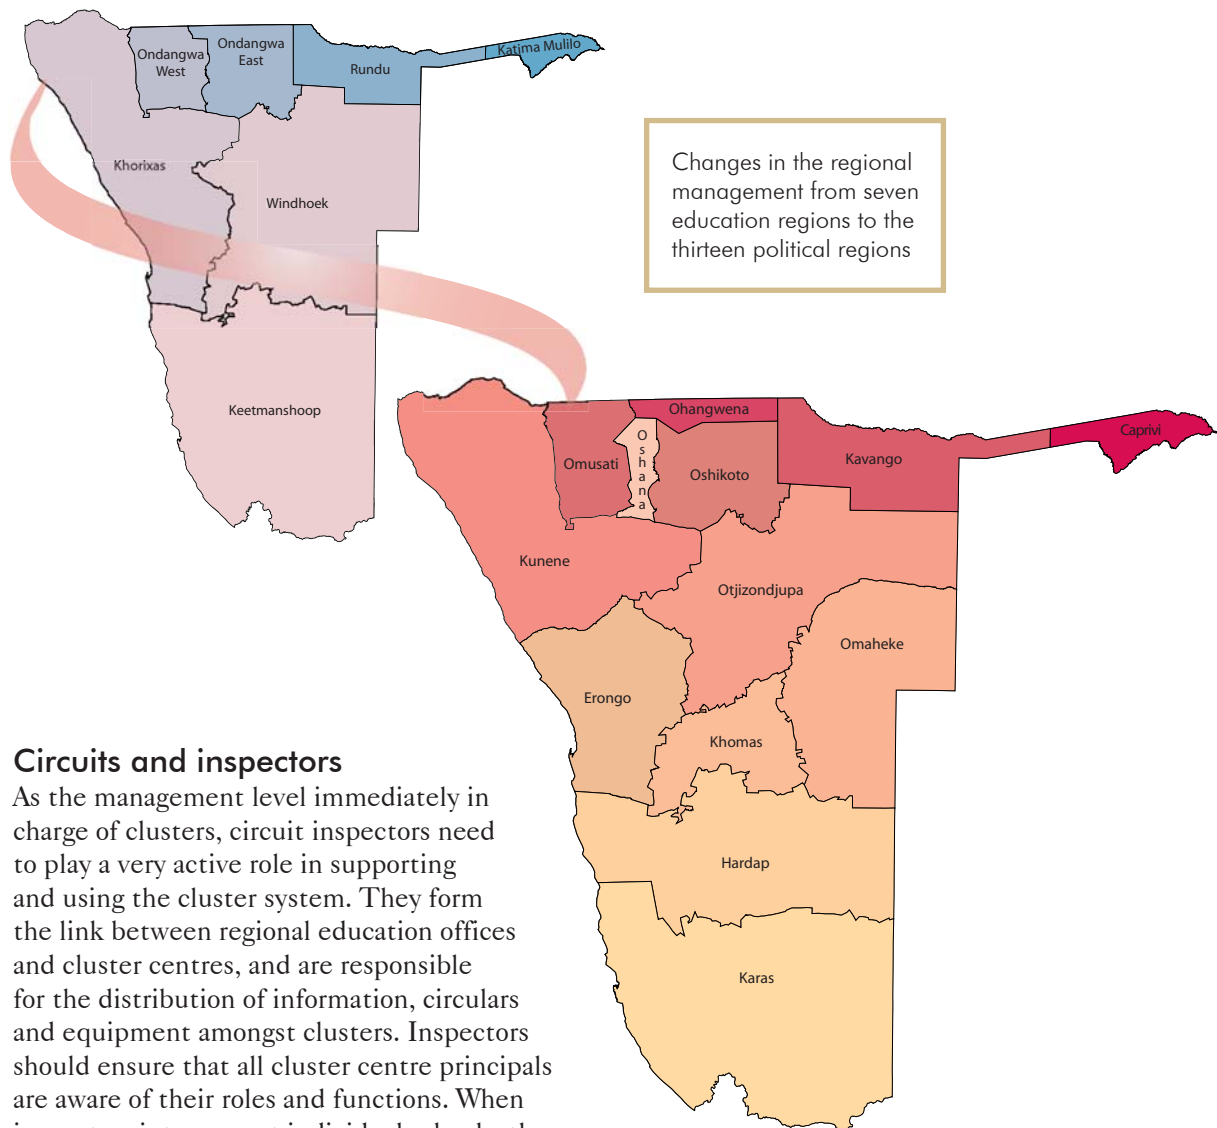 Ondangwa
West
Ondangwa
East
Rundu
Katima Mulilo
Khorixas
Windhoek
Keetmanshoop
Changes in the regional
management from seven
education regions to the
thirteen political regions
Ohangwena
Caprivi
Omusati
Oshana
Oshikoto
Kavango
Kunene
Otjizondjupa
Omaheke
Erongo
Khomas
Hardap
Karas
Circuits and inspectors
As the management level immediately in
charge of clusters, circuit inspectors need
to play a very active role in supporting
and using the cluster system. They form
the link between regional education offices
and cluster centres, and are responsible
for the distribution of information, circulars
and equipment amongst clusters. Inspectors
should ensure that all cluster centre principals
are aware of their roles and functions. When